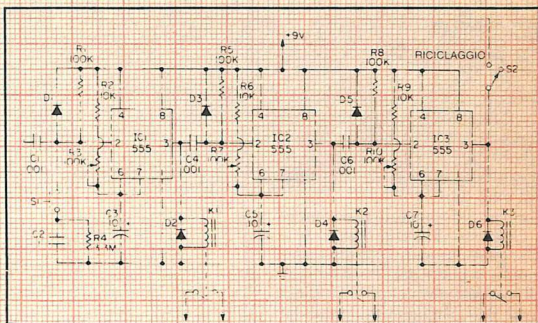 +9V
R1
100K
R2
10K
R5
100K
R6
10K
R8
100K
R9
10K
RICICLAGGIO
S2
D1
D3
D5
4
8
4
8
4
8
2
IC1
555
3
2
IC2
555
3
2
IC3
555
3
C1
.001
R3
100K
C4
.001
R7
100K
C6
.001
R10
100K
6
7
6
7
6
7
S1
C2
R4
C3
10
+
D2
K1
C5
10
+
D4
K2
C7
10
+
D6
K3